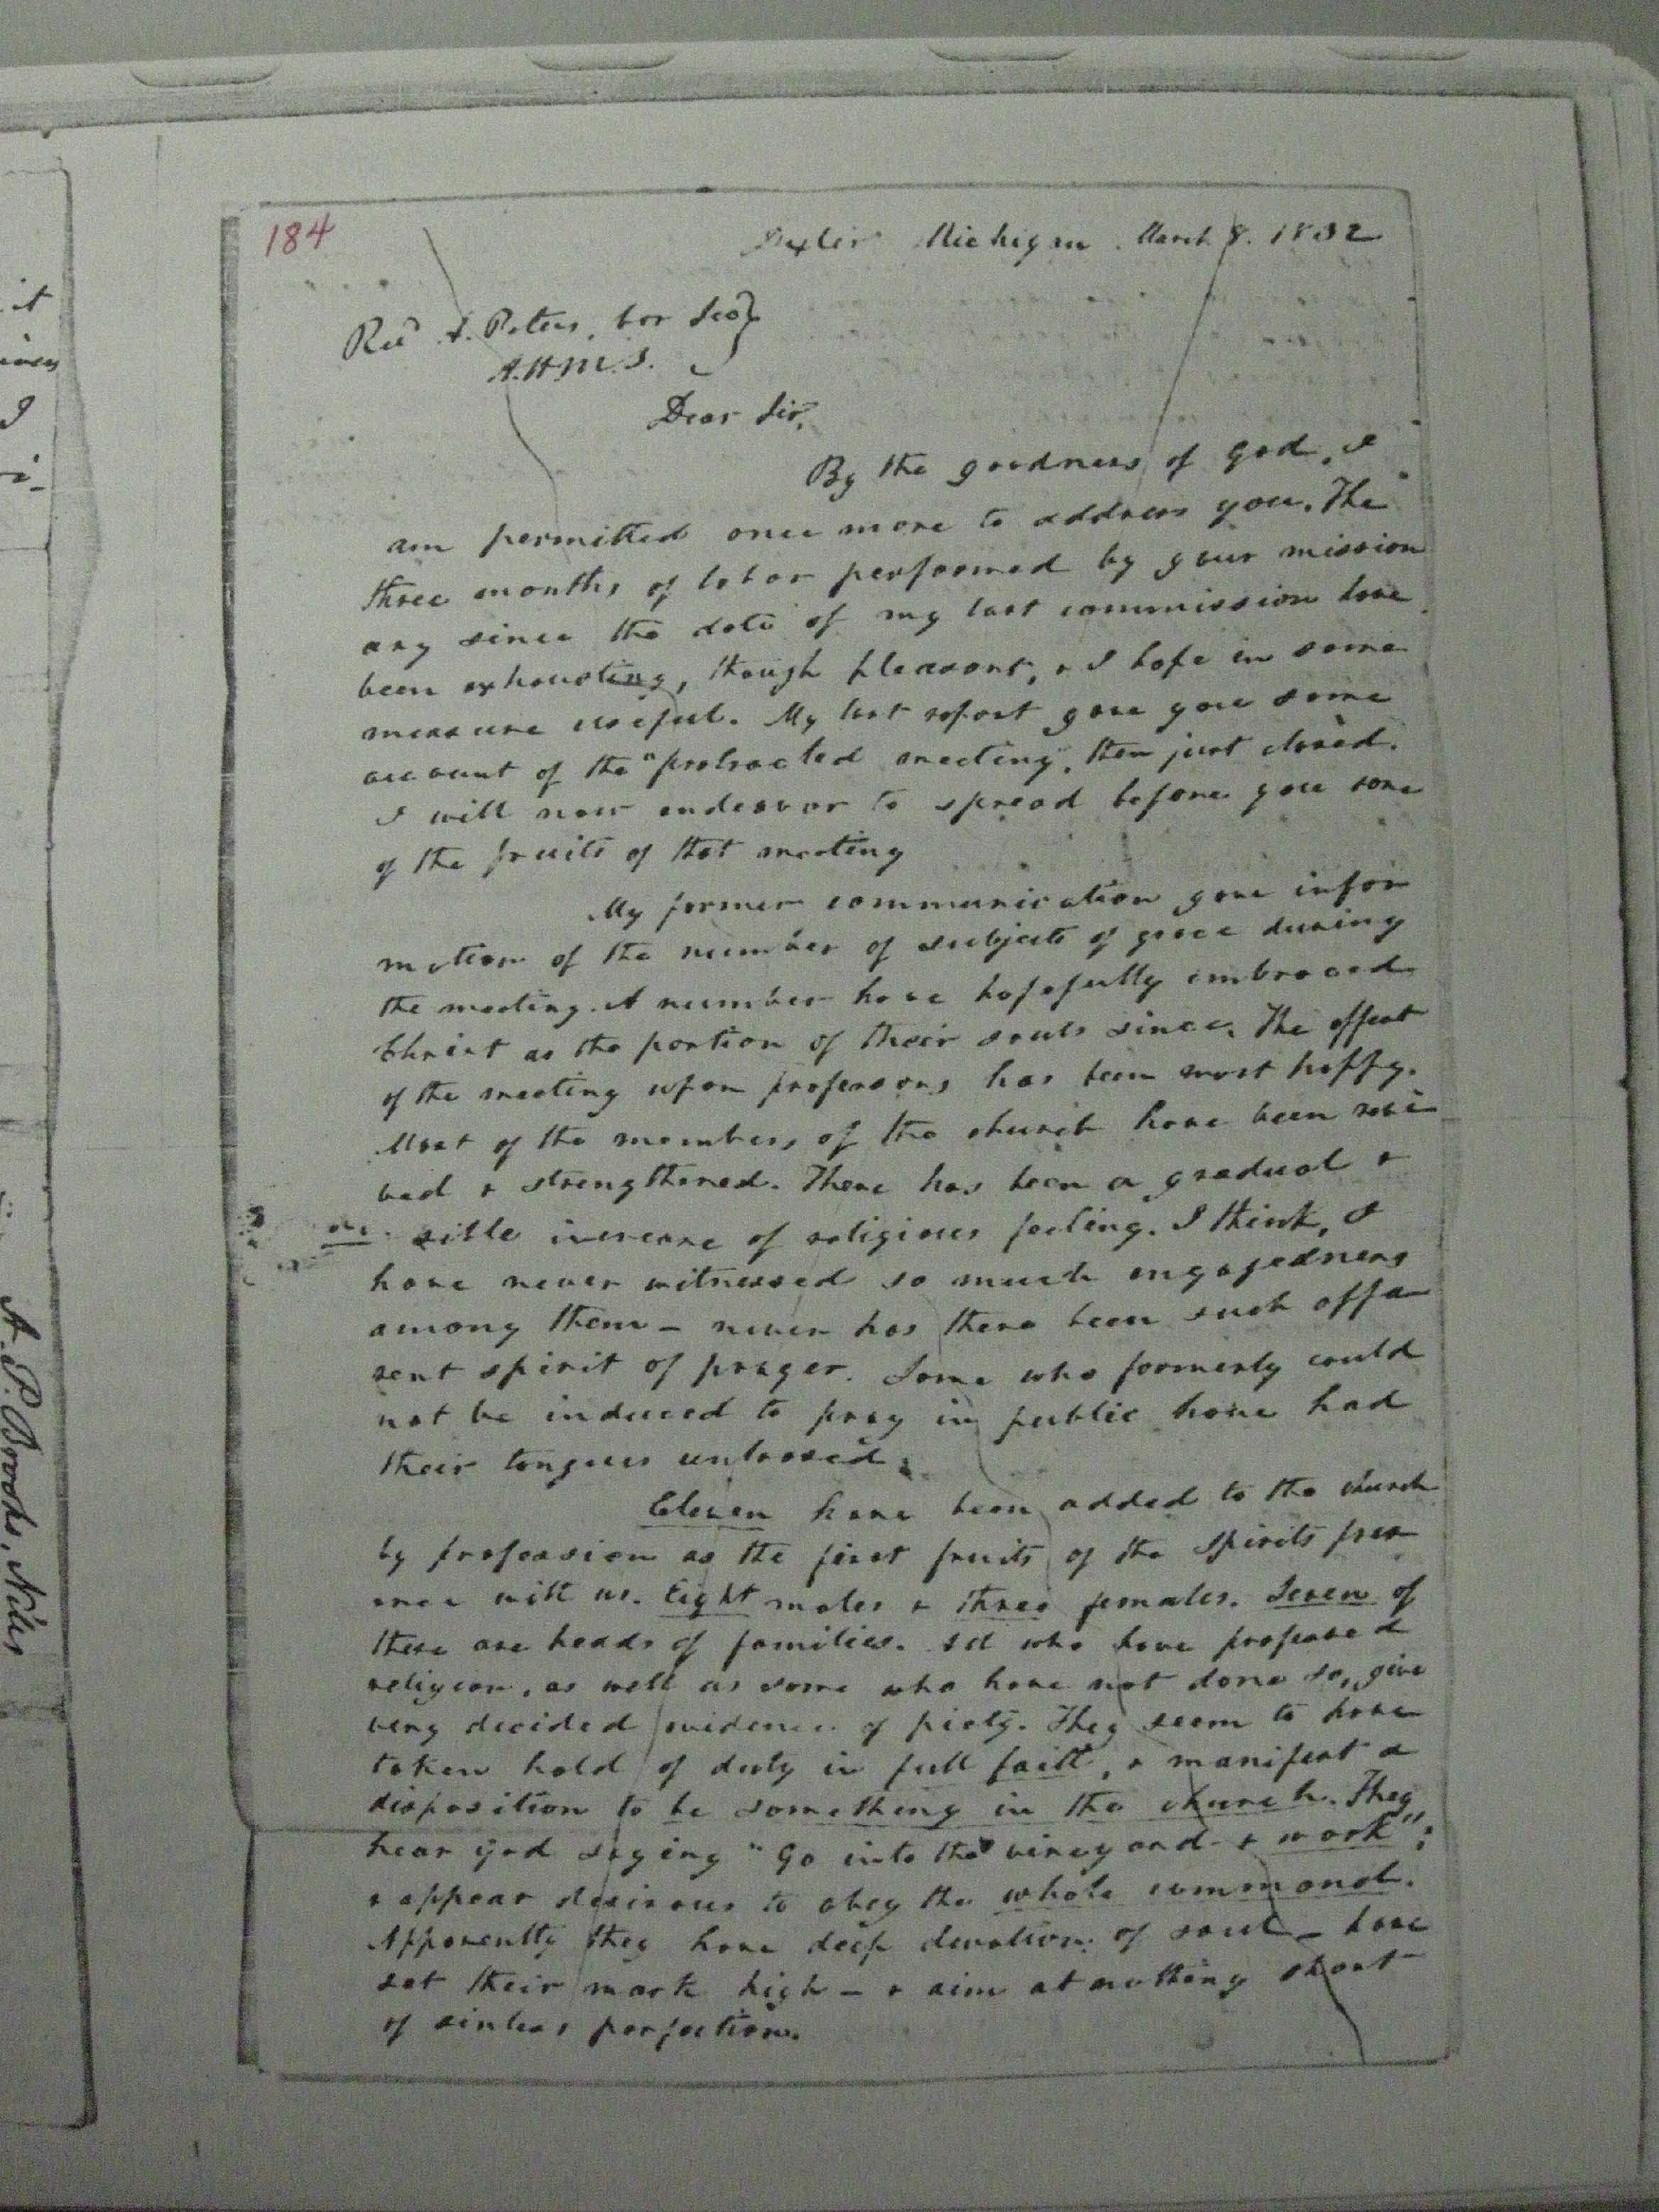 184
Dexter Michigan March 8. 1832
Revd A. Peters, Cor Secy
A.H.M.S.
Dear Sir,
By the goodness of God, I
am permitted once more to address you. The
three months of labor performed by your mission
ary since the date of my last commission have
been exhausting, though pleasant, & I hope in some
measure useful. My last report gave you some
account of the "protracted meeting", then just closed.
I will now endeavor to spread before you some
of the fruits of that meeting
My former communication gave infor
mation of the number of subjects of grace during
the meeting. A number have hopefully embraced
Christ as the portion of their souls since. The effect
of the meeting upon professors has been most happy.
Most of the members of the church have been revi
ved & strengthened. There has been a gradual &
sible increase of religious feeling. I think, I
have never witnessed so much engagedness
among them – never has there been such appa
rent spirit of prayer. Some who formerly could
not be induced to pray in public have had
their tongues unloosed.
Eleven have been added to the church
by profession as the first fruits of the Spirits pres
ence with us. Eight males & three females. Seven of
these are heads of families. All who have professed
religion, as well as some who have not done so, give
very decided evidence of piety. They seem to have
taken hold of duty in full faith, & manifest a
disposition to be something in the church. They
hear God saying "Go into the vineyard & work";
& appear desirous to obey the whole command.
Apparently they have deep devotion of soul – have
set their mark high – & aim at nothing short
of sinless perfection.
it
I
A. P. Brooks, Niles